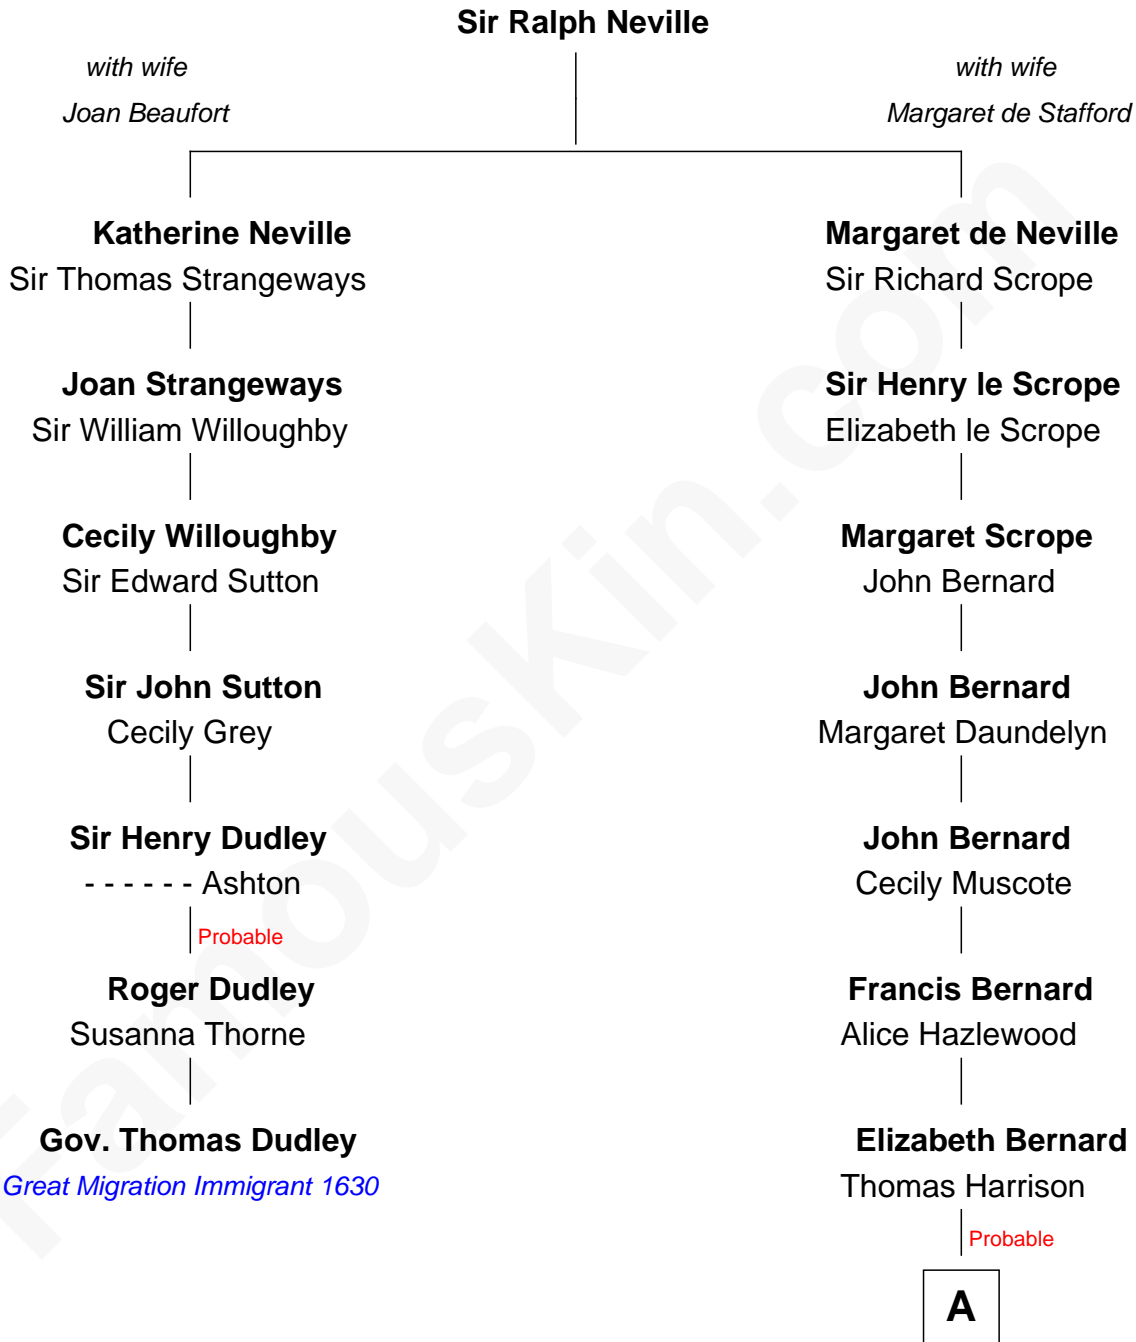 Sir Ralph Neville
with wife
Joan Beaufort
with wife
Margaret de Stafford
Katherine Neville
Sir Thomas Strangeways
Margaret de Neville
Sir Richard Scrope
Joan Strangeways
Sir William Willoughby
Sir Henry le Scrope
Elizabeth le Scrope
Cecily Willoughby
Sir Edward Sutton
Margaret Scrope
John Bernard
Sir John Sutton
Cecily Grey
John Bernard
Margaret Daundelyn
Sir Henry Dudley
- - - - - - Ashton
Probable
John Bernard
Cecily Muscote
Roger Dudley
Susanna Thorne
Francis Bernard
Alice Hazlewood
Gov. Thomas Dudley
Great Migration Immigrant 1630
Elizabeth Bernard
Thomas Harrison
Probable
A
FamousKin.com